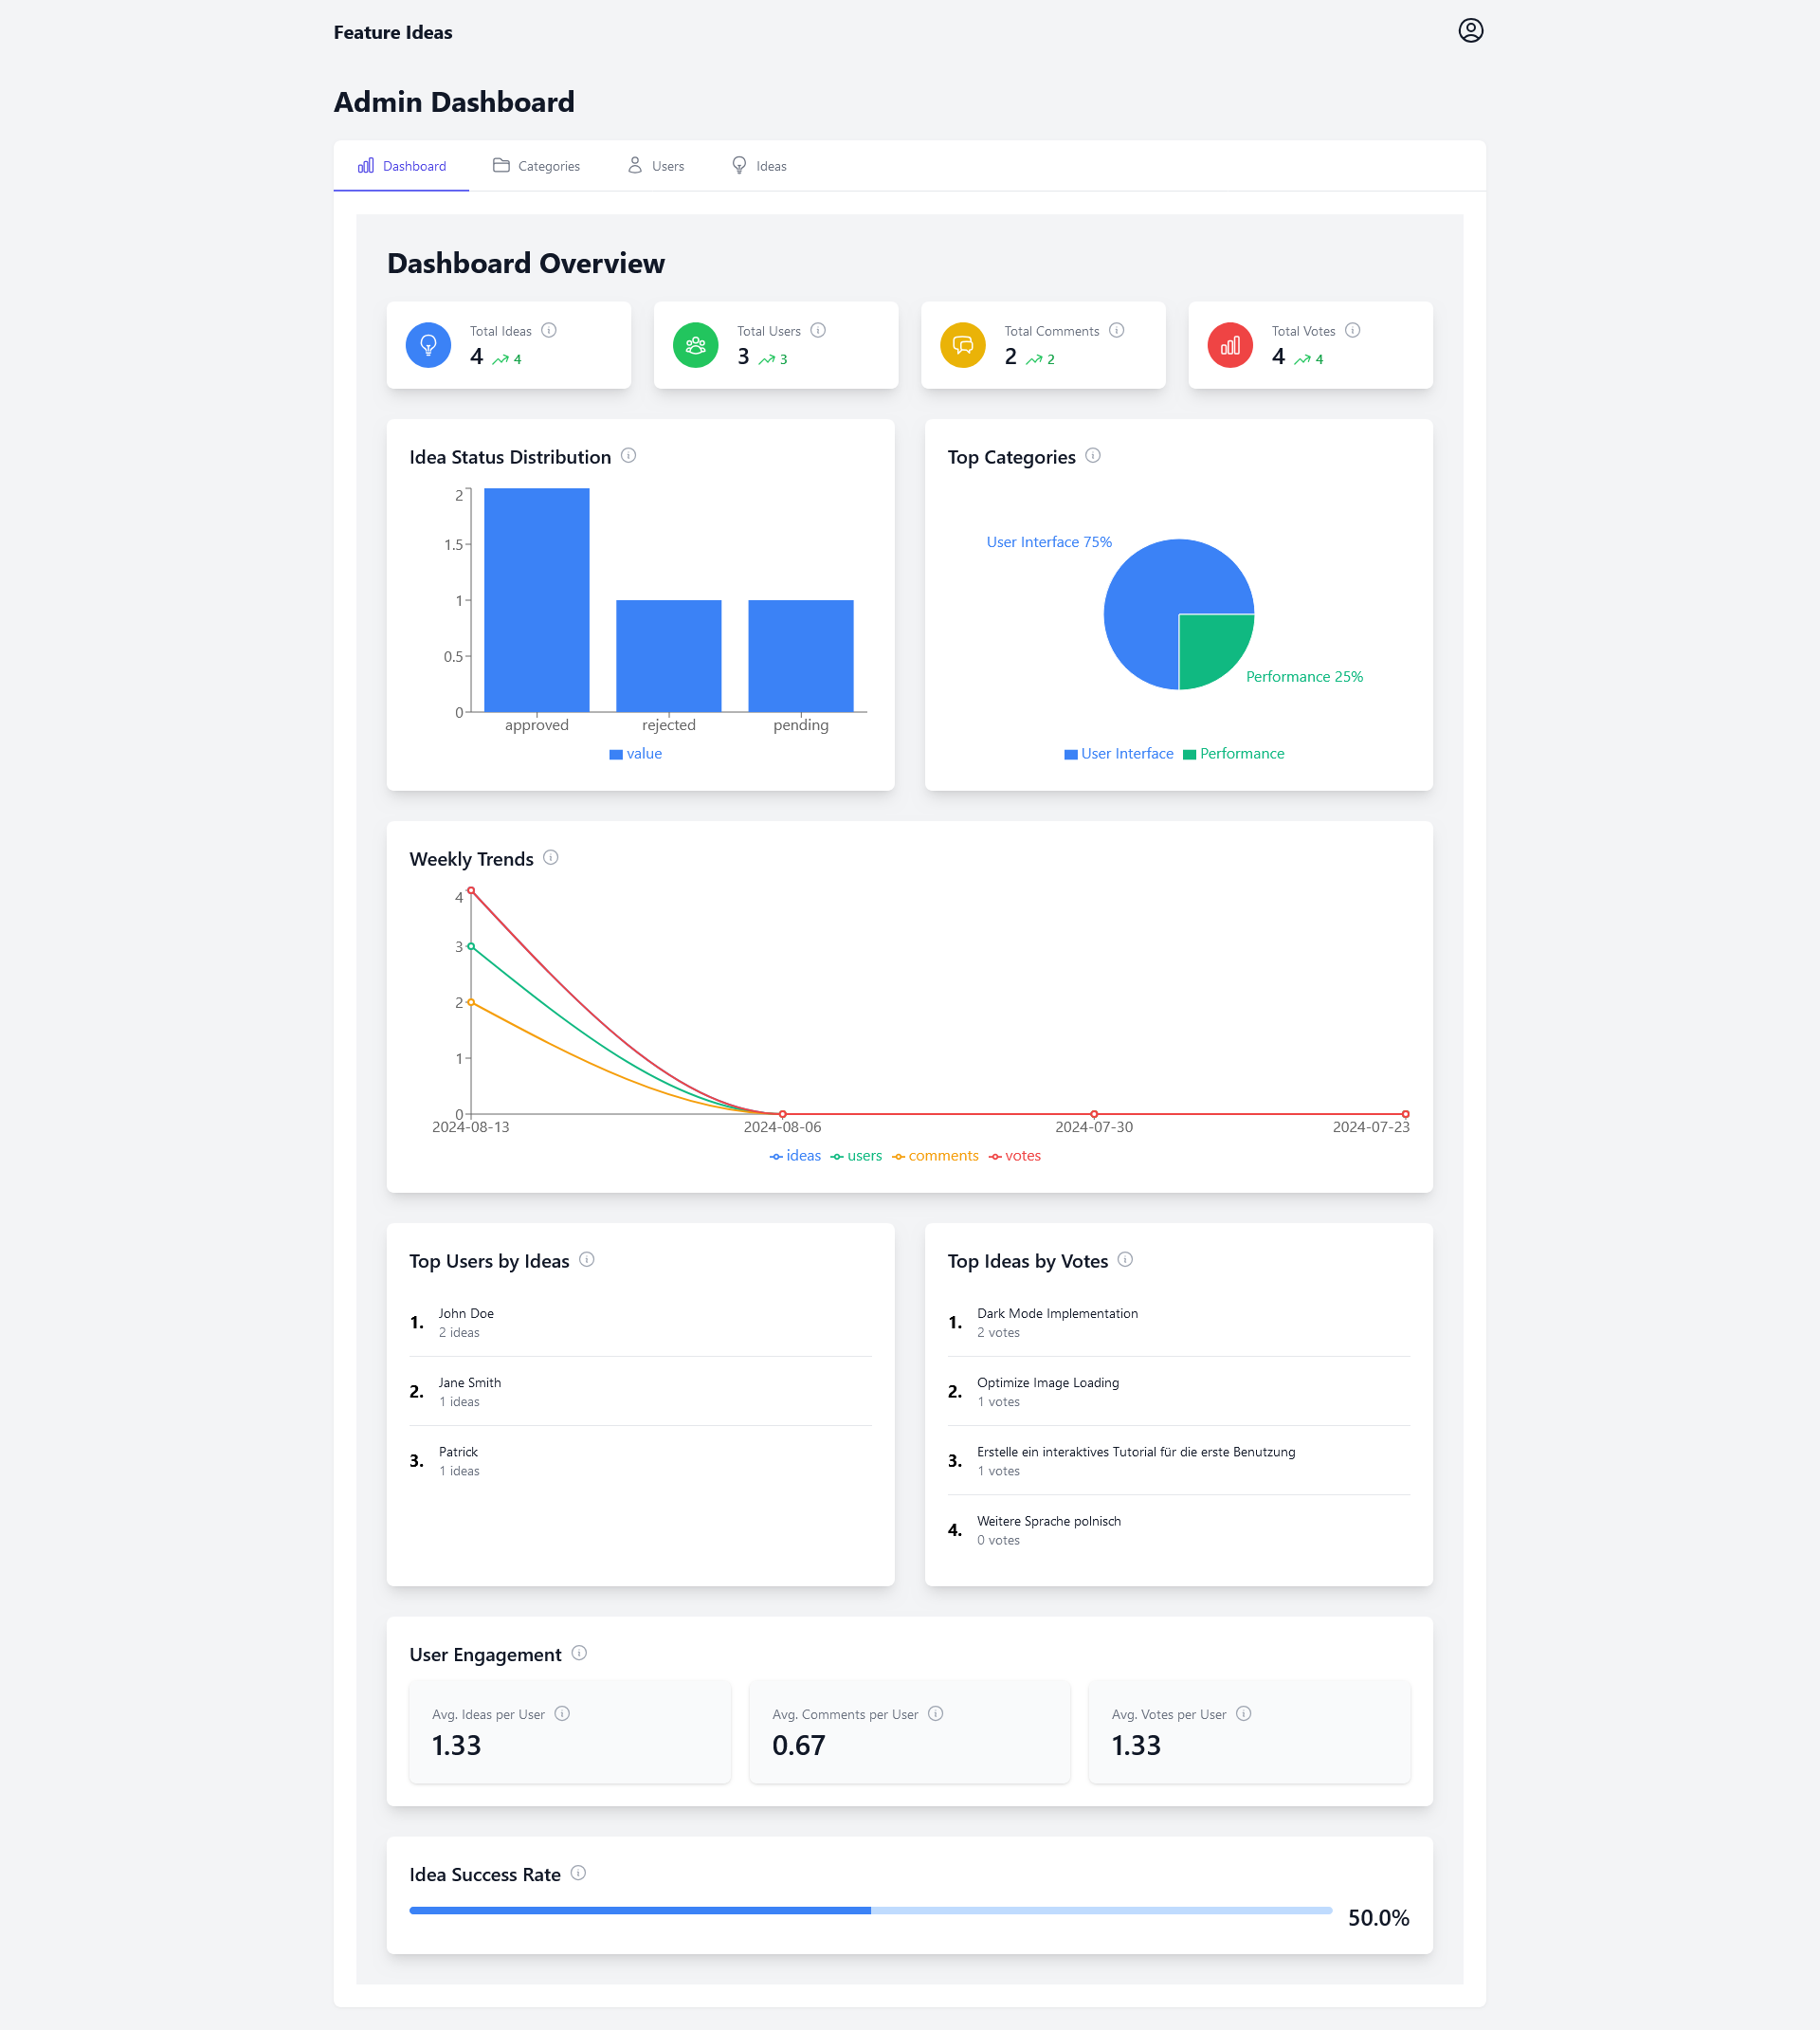 Feature Ideas
Admin Dashboard
Dashboard
Categories
Users
Ideas
Dashboard Overview
Total Ideas
4 4
Total Users
3 3
Total Comments
2 2
Total Votes
4 4
Idea Status Distribution
2
1.5
1
0.5
0
approved
rejected
pending
value
Top Categories
User Interface 75%
Performance 25%
User Interface
Performance
Weekly Trends
4
3
2
1
0
2024-08-13
2024-08-06
2024-07-30
2024-07-23
ideas
users
comments
votes
Top Users by Ideas
1.
John Doe
2 ideas
2.
Jane Smith
1 ideas
3.
Patrick
1 ideas
Top Ideas by Votes
1.
Dark Mode Implementation
2 votes
2.
Optimize Image Loading
1 votes
3.
Erstelle ein interaktives Tutorial für die erste Benutzung
1 votes
4.
Weitere Sprache polnisch
0 votes
User Engagement
Avg. Ideas per User
1.33
Avg. Comments per User
0.67
Avg. Votes per User
1.33
Idea Success Rate
50.0%